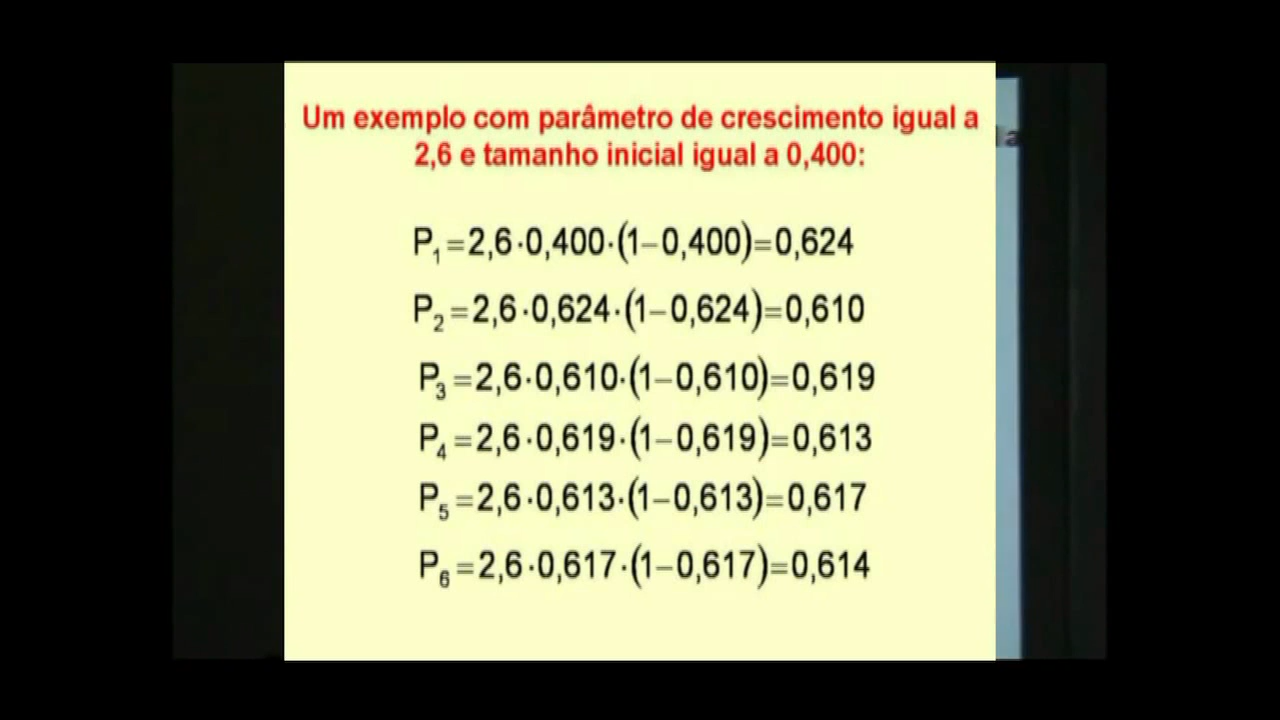 Um exemplo com parâmetro de crescimento igual a
2,6 e tamanho inicial igual a 0,400:
P₁=2,6·0,400·(1−0,400)=0,624
P₂=2,6·0,624·(1−0,624)=0,610
P₃=2,6·0,610·(1−0,610)=0,619
P₄=2,6·0,619·(1−0,619)=0,613
P₅=2,6·0,613·(1−0,613)=0,617
P₆=2,6·0,617·(1−0,617)=0,614